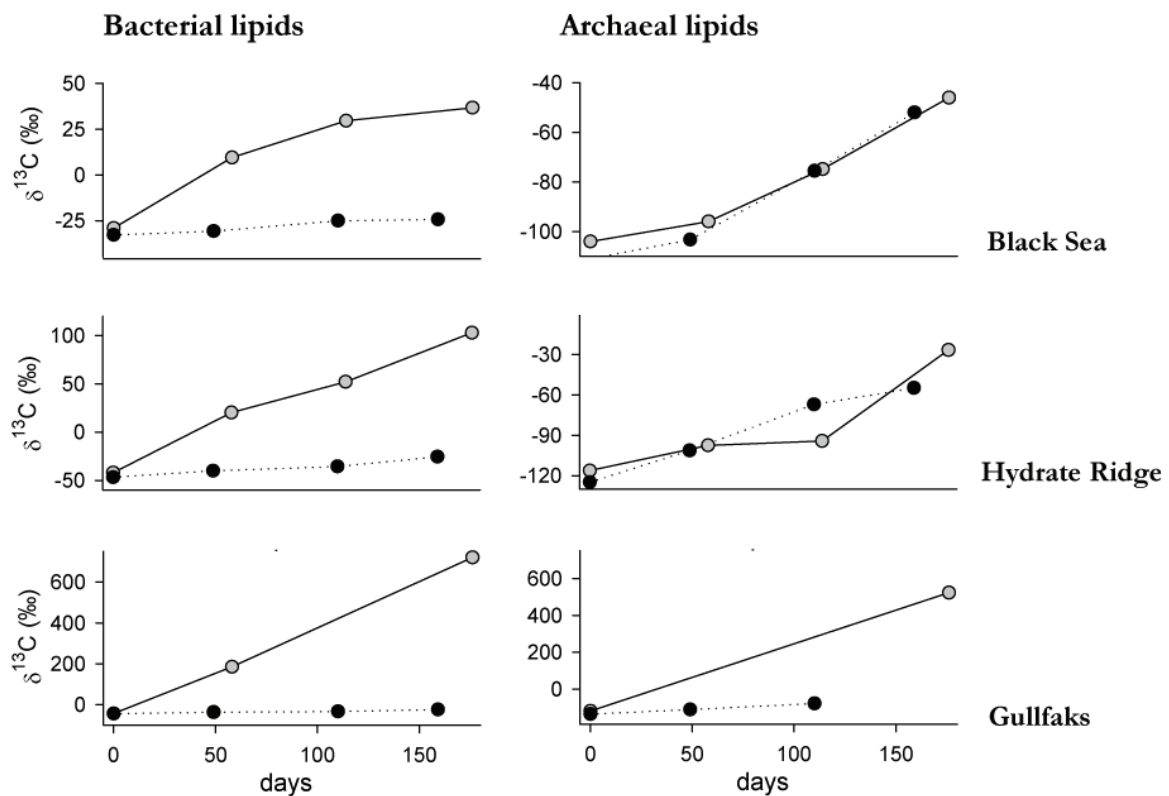 Bacterial lipids
Archaeal lipids
50
25
0
-25
δ¹³C (‰)
-40
-60
-80
-100
Black Sea
100
50
0
-50
δ¹³C (‰)
-30
-60
-90
-120
Hydrate Ridge
600
400
200
0
δ¹³C (‰)
600
400
200
0
Gullfaks
0 50 100 150
days
0 50 100 150
days